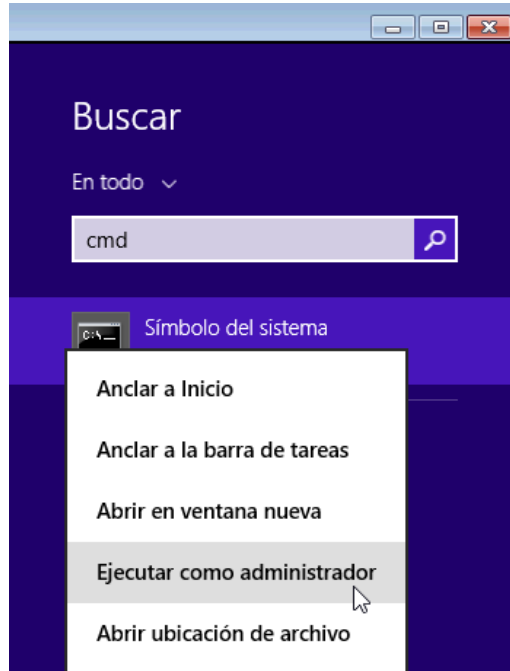 Buscar
En todo
cmd
C:\
Símbolo del sistema
Anclar a Inicio
Anclar a la barra de tareas
Abrir en ventana nueva
Ejecutar como administrador
Abrir ubicación de archivo